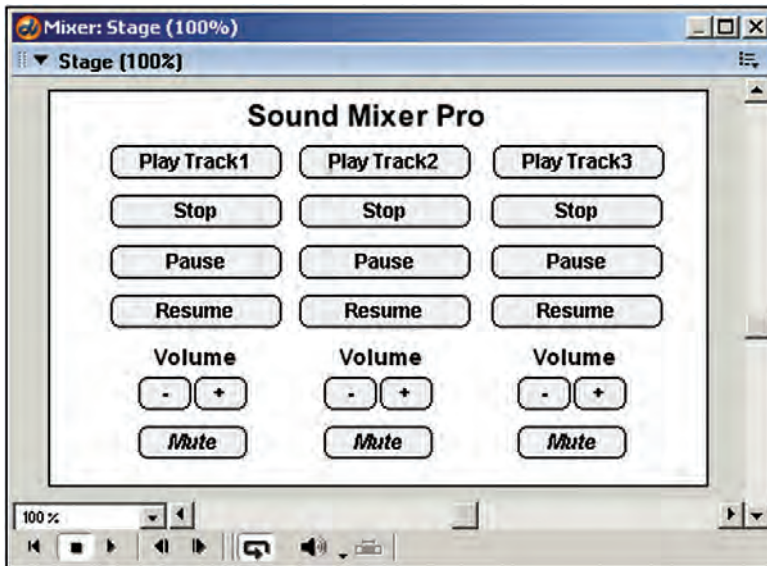 Mixer: Stage (100%)
Stage (100%)
Sound Mixer Pro
Play Track1 Play Track2 Play Track3
Stop Stop Stop
Pause Pause Pause
Resume Resume Resume
Volume Volume Volume
- + - + - +
Mute Mute Mute
100%